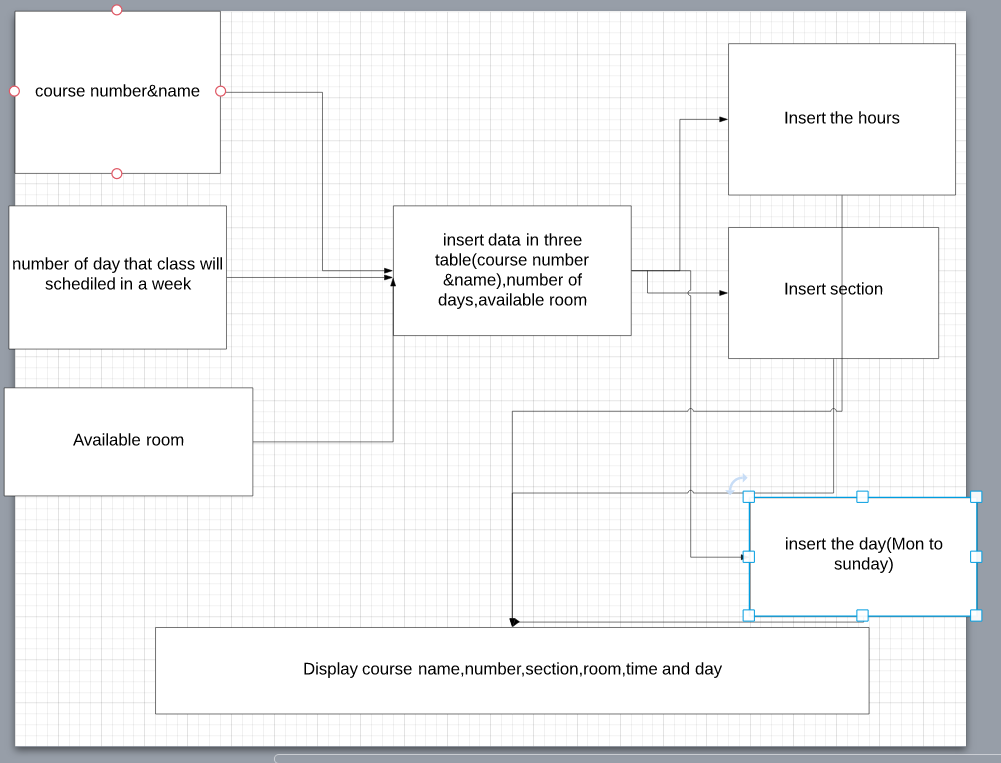 course number&name
number of day that class will
schediled in a week
Available room
insert data in three
table(course number
&name),number of
days,available room
Insert the hours
Insert section
insert the day(Mon to
sunday)
Display course name,number,section,room,time and day